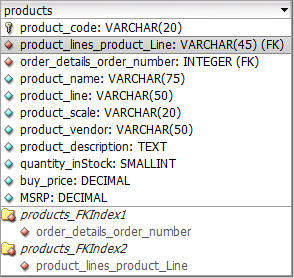 products
product_code: VARCHAR(20)
product_lines_product_Line: VARCHAR(45) (FK)
order_details_order_number: INTEGER (FK)
product_name: VARCHAR(75)
product_line: VARCHAR(50)
product_scale: VARCHAR(20)
product_vendor: VARCHAR(50)
product_description: TEXT
quantity_inStock: SMALLINT
buy_price: DECIMAL
MSRP: DECIMAL
products_FKIndex1
order_details_order_number
products_FKIndex2
product_lines_product_Line